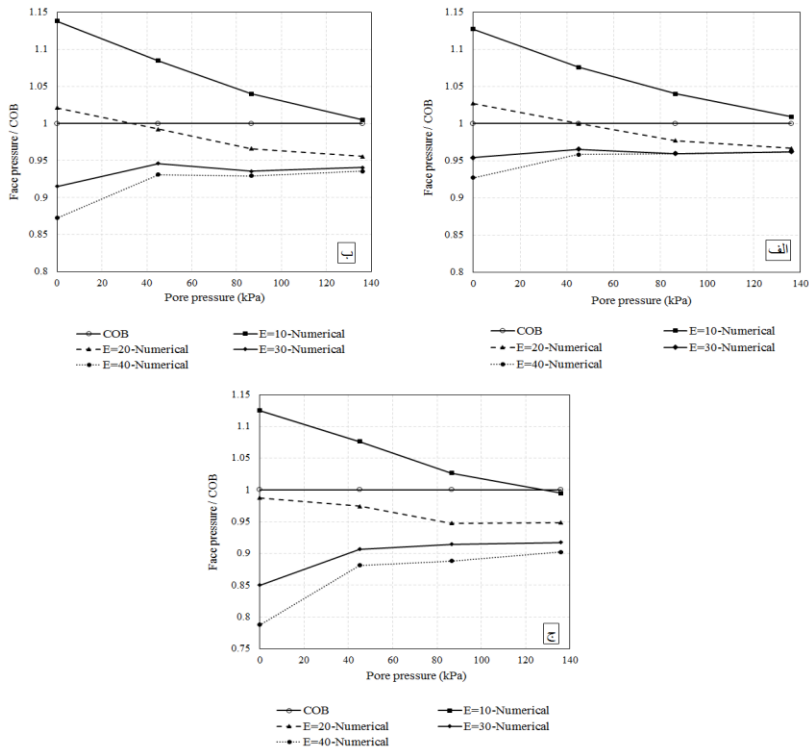 1.15
1.1
1.05
1
0.95
0.9
0.85
0.8
Face pressure / COB
0 20 40 60 80 100 120 140
Pore pressure (kPa)
ب
COB
E=10-Numerical
E=20-Numerical
E=30-Numerical
E=40-Numerical
1.15
1.1
1.05
1
0.95
0.9
0.85
0.8
Face pressure / COB
0 20 40 60 80 100 120 140
Pore pressure (kPa)
الف
COB
E=10-Numerical
E=20-Numerical
E=30-Numerical
E=40-Numerical
1.15
1.1
1.05
1
0.95
0.9
0.85
0.8
0.75
Face pressure / COB
0 20 40 60 80 100 120 140
Pore pressure (kPa)
ج
COB
E=10-Numerical
E=20-Numerical
E=30-Numerical
E=40-Numerical